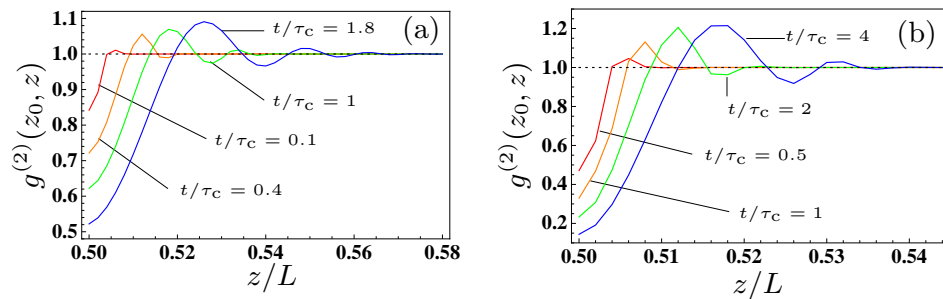 (a)
g^{(2)}(z_0, z)
1.1
1.0
0.9
0.8
0.7
0.6
0.5
t/τ_c = 1.8
t/τ_c = 1
t/τ_c = 0.1
t/τ_c = 0.4
0.50 0.52 0.54 0.56 0.58
z/L
(b)
g^{(2)}(z_0, z)
1.2
1.0
0.8
0.6
0.4
0.2
t/τ_c = 4
t/τ_c = 2
t/τ_c = 0.5
t/τ_c = 1
0.50 0.51 0.52 0.53 0.54
z/L